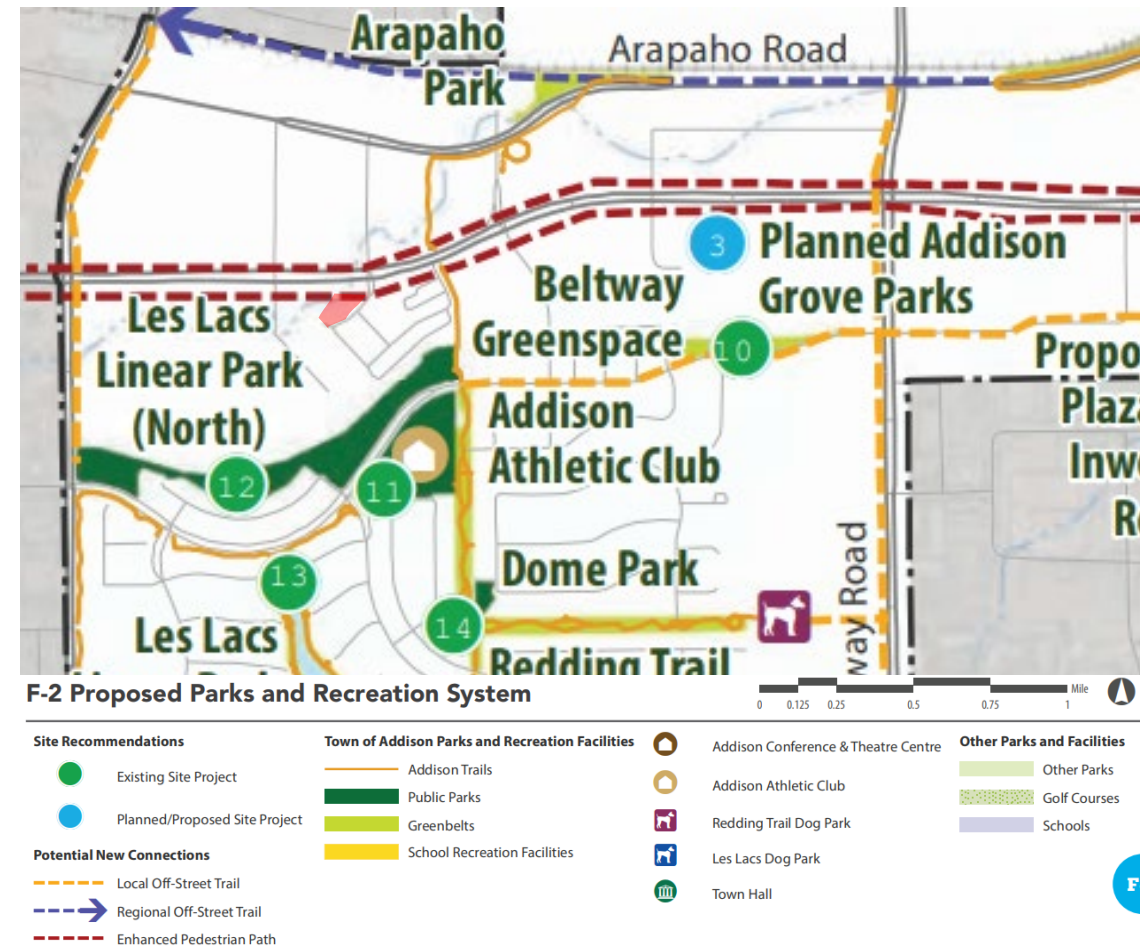 Arapaho
Park
Arapaho Road
3
Planned Addison
Grove Parks
Beltway
Greenspace
10
Les Lacs
Linear Park
(North)
Addison
Athletic Club
12
11
13
Dome Park
14
Les Lacs
Redding Trail
way Road
Propo
Plaza
Inwo
R
F-2 Proposed Parks and Recreation System
0 0.125 0.25 0.5 0.75 1 Mile
Site Recommendations
Existing Site Project
Planned/Proposed Site Project
Potential New Connections
Local Off-Street Trail
Regional Off-Street Trail
Enhanced Pedestrian Path
Town of Addison Parks and Recreation Facilities
Addison Trails
Public Parks
Greenbelts
School Recreation Facilities
Addison Conference & Theatre Centre
Addison Athletic Club
Redding Trail Dog Park
Les Lacs Dog Park
Town Hall
Other Parks and Facilities
Other Parks
Golf Courses
Schools
F